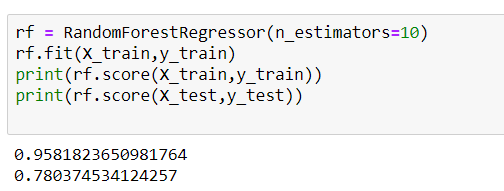 rf = RandomForestRegressor(n_estimators=10)
rf.fit(X_train,y_train)
print(rf.score(X_train,y_train))
print(rf.score(X_test,y_test))
0.9581823650981764
0.780374534124257